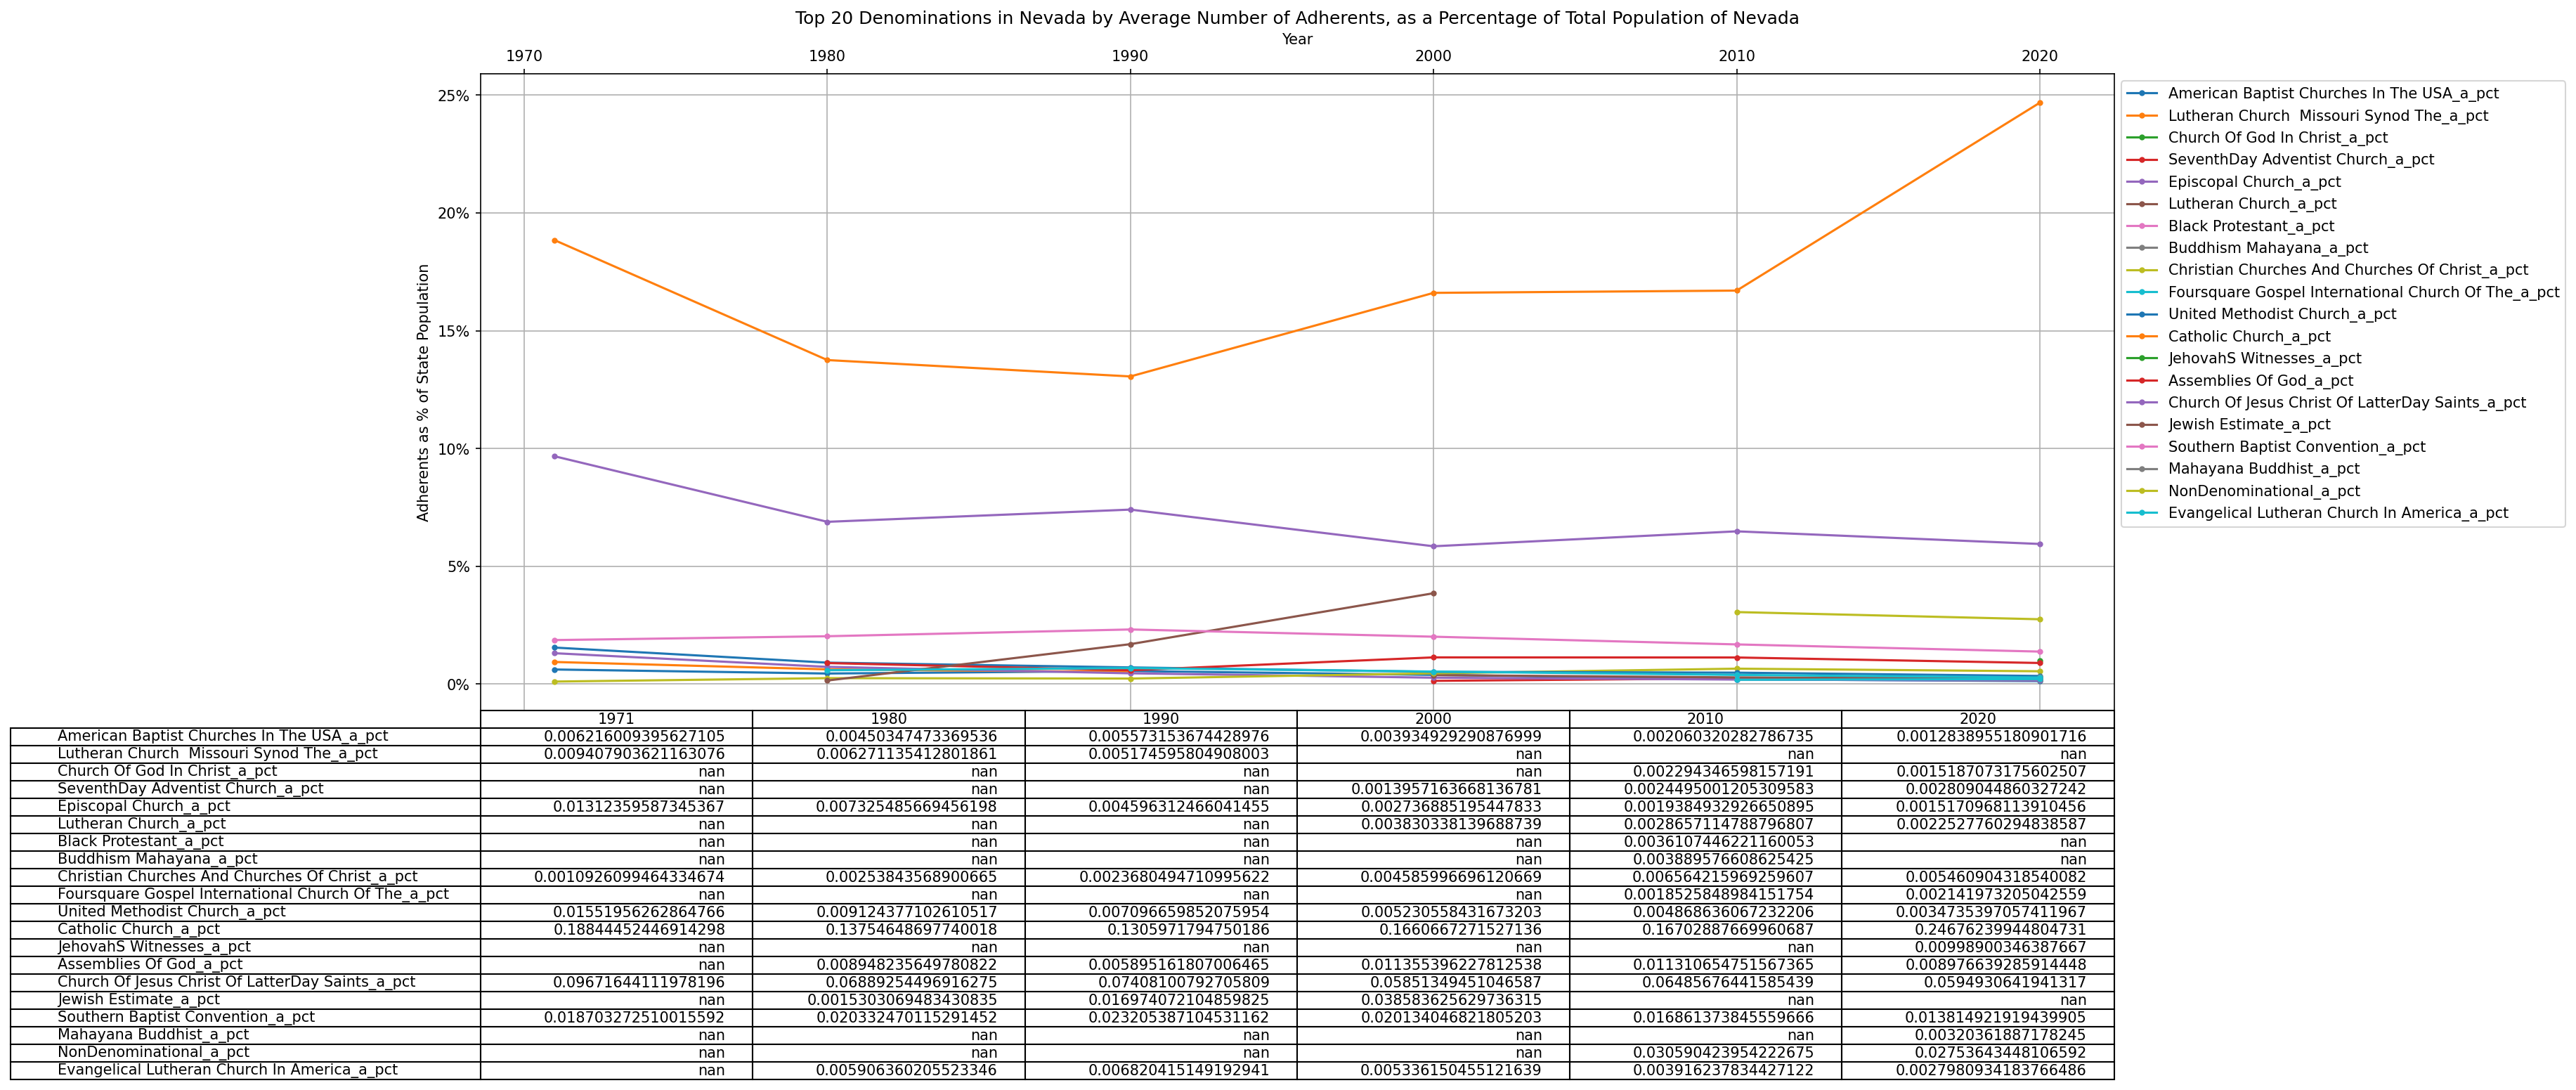 Top 20 Denominations in Nevada by Average Number of Adherents, as a Percentage of Total Population of Nevada
Year
1970 1980 1990 2000 2010 2020
25%
20%
15%
10%
5%
0%
Adherents as % of State Population
American Baptist Churches In The USA_a_pct
Lutheran Church  Missouri Synod The_a_pct
Church Of God In Christ_a_pct
SeventhDay Adventist Church_a_pct
Episcopal Church_a_pct
Lutheran Church_a_pct
Black Protestant_a_pct
Buddhism Mahayana_a_pct
Christian Churches And Churches Of Christ_a_pct
Foursquare Gospel International Church Of The_a_pct
United Methodist Church_a_pct
Catholic Church_a_pct
JehovahS Witnesses_a_pct
Assemblies Of God_a_pct
Church Of Jesus Christ Of LatterDay Saints_a_pct
Jewish Estimate_a_pct
Southern Baptist Convention_a_pct
Mahayana Buddhist_a_pct
NonDenominational_a_pct
Evangelical Lutheran Church In America_a_pct
1971 1980 1990 2000 2010 2020
American Baptist Churches In The USA_a_pct 0.006216009395627105 0.00450347473369536 0.005573153674428976 0.003934929290876999 0.002060320282786735 0.0012838955180901716
Lutheran Church  Missouri Synod The_a_pct 0.009407903621163076 0.006271135412801861 0.005174595804908003 nan nan nan
Church Of God In Christ_a_pct nan nan nan nan 0.002294346598157191 0.0015187073175602507
SeventhDay Adventist Church_a_pct nan nan nan 0.0013957163668136781 0.0024495001205309583 0.002809044860327242
Episcopal Church_a_pct 0.01312359587345367 0.007325485669456198 0.004596312466041455 0.002736885195447833 0.0019384932926650895 0.0015170968113910456
Lutheran Church_a_pct nan nan nan 0.003830338139688739 0.0028657114788796807 0.0022527760294838587
Black Protestant_a_pct nan nan nan nan 0.0036107446221160053 nan
Buddhism Mahayana_a_pct nan nan nan nan 0.003889576608625425 nan
Christian Churches And Churches Of Christ_a_pct 0.0010926099464334674 0.00253843568900665 0.0023680494710995622 0.004585996696120669 0.006564215969259607 0.005460904318540082
Foursquare Gospel International Church Of The_a_pct nan nan nan nan 0.0018525848984151754 0.002141973205042559
United Methodist Church_a_pct 0.01551956262864766 0.009124377102610517 0.007096659852075954 0.005230558431673203 0.004868636067232206 0.0034735397057411967
Catholic Church_a_pct 0.18844452446914298 0.13754648697740018 0.1305971794750186 0.1660667271527136 0.16702887669960687 0.24676239944804731
JehovahS Witnesses_a_pct nan nan nan nan nan 0.00998900346387667
Assemblies Of God_a_pct nan 0.008948235649780822 0.005895161807006465 0.011355396227812538 0.011310654751567365 0.008976639285914448
Church Of Jesus Christ Of LatterDay Saints_a_pct 0.09671644111978196 0.06889254496916275 0.07408100792705809 0.05851349451046587 0.06485676441585439 0.0594930641941317
Jewish Estimate_a_pct nan 0.0015303069483430835 0.016974072104859825 0.038583625629736315 nan nan
Southern Baptist Convention_a_pct 0.018703272510015592 0.020332470115291452 0.023205387104531162 0.020134046821805203 0.016861373845559666 0.013814921919439905
Mahayana Buddhist_a_pct nan nan nan nan nan 0.00320361887178245
NonDenominational_a_pct nan nan nan nan 0.030590423954222675 0.02753643448106592
Evangelical Lutheran Church In America_a_pct nan 0.005906360205523346 0.006820415149192941 0.005336150455121639 0.003916237834427122 0.0027980934183766486